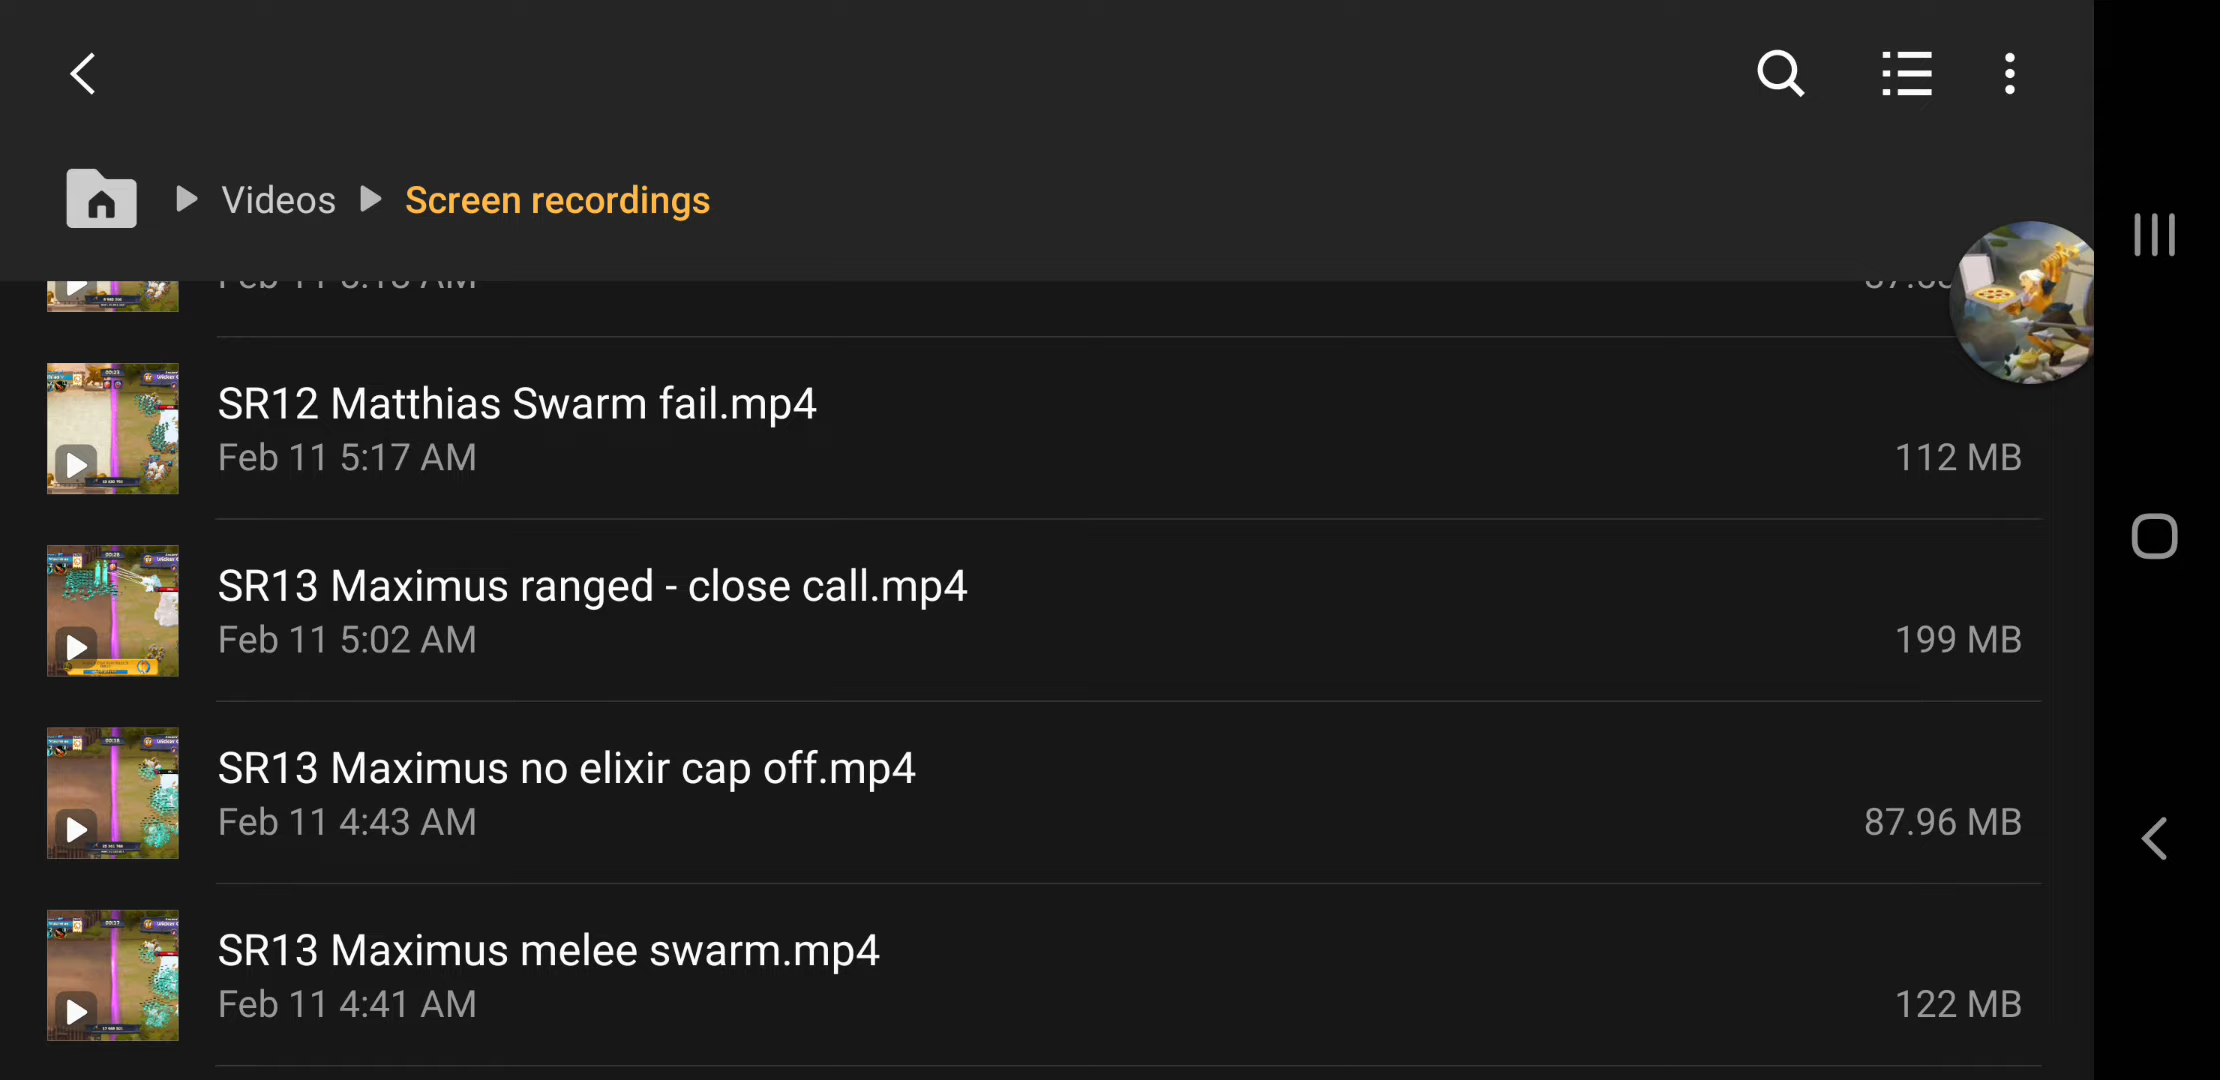 Videos
Screen recordings
SR12 Matthias Swarm fail.mp4
Feb 11 5:17 AM
112 MB
SR13 Maximus ranged - close call.mp4
Feb 11 5:02 AM
199 MB
SR13 Maximus no elixir cap off.mp4
Feb 11 4:43 AM
87.96 MB
SR13 Maximus melee swarm.mp4
Feb 11 4:41 AM
122 MB